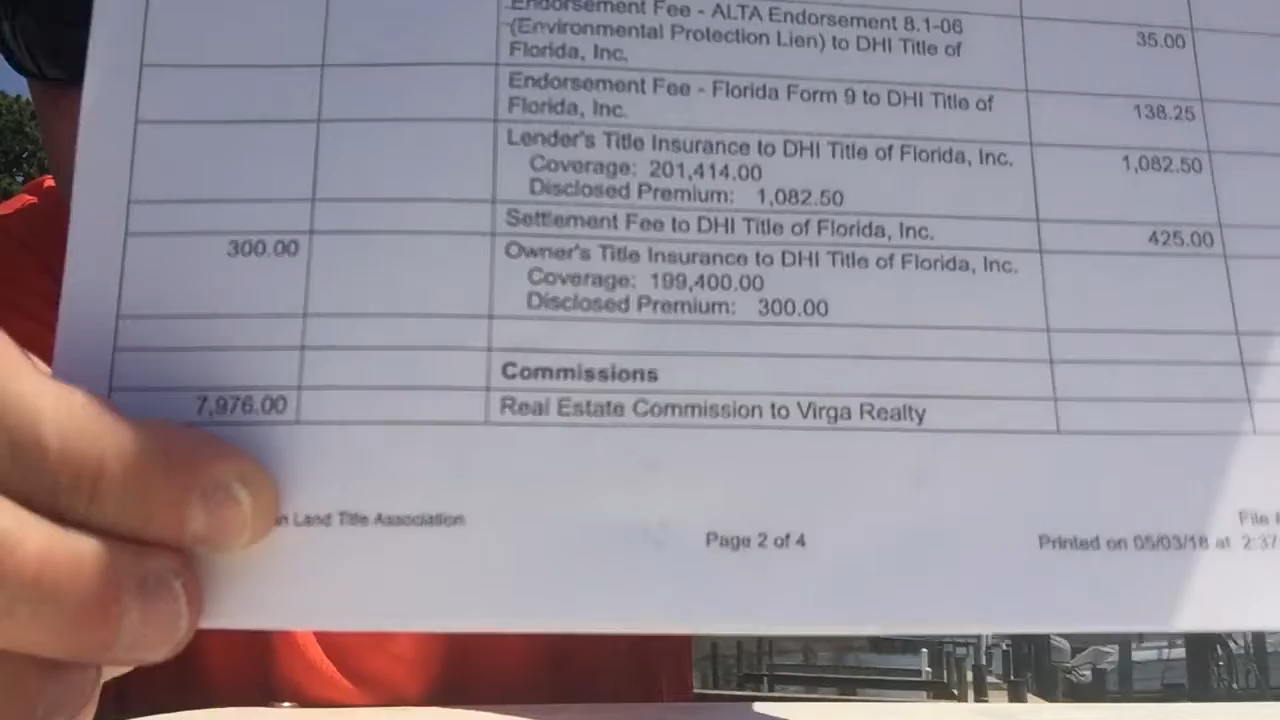 Endorsement Fee - ALTA Endorsement 8.1-06
(Environmental Protection Lien) to DHI Title of 35.00
Florida, Inc.
Endorsement Fee - Florida Form 9 to DHI Title of 138.25
Florida, Inc.
Lender's Title Insurance to DHI Title of Florida, Inc. 1,082.50
Coverage: 201,414.00
Disclosed Premium: 1,082.50
Settlement Fee to DHI Title of Florida, Inc. 425.00
300.00 Owner's Title Insurance to DHI Title of Florida, Inc.
Coverage: 199,400.00
Disclosed Premium: 300.00
Commissions
7,976.00 Real Estate Commission to Virga Realty
Land Title Association
File
Page 2 of 4
Printed on 05/03/18 at 2:37